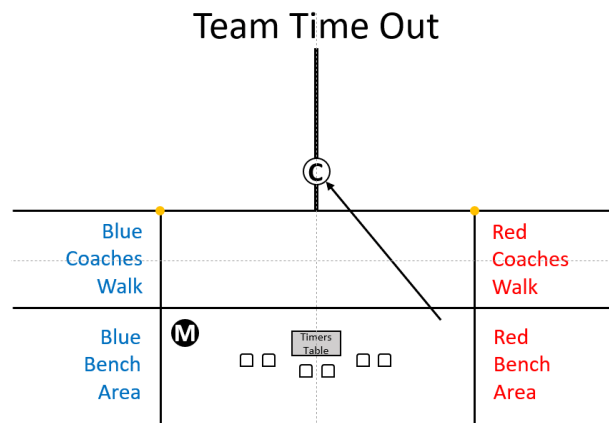 Team Time Out
C
Blue
Coaches
Walk
Red
Coaches
Walk
M
Timers
Table
Blue
Bench
Area
Red
Bench
Area